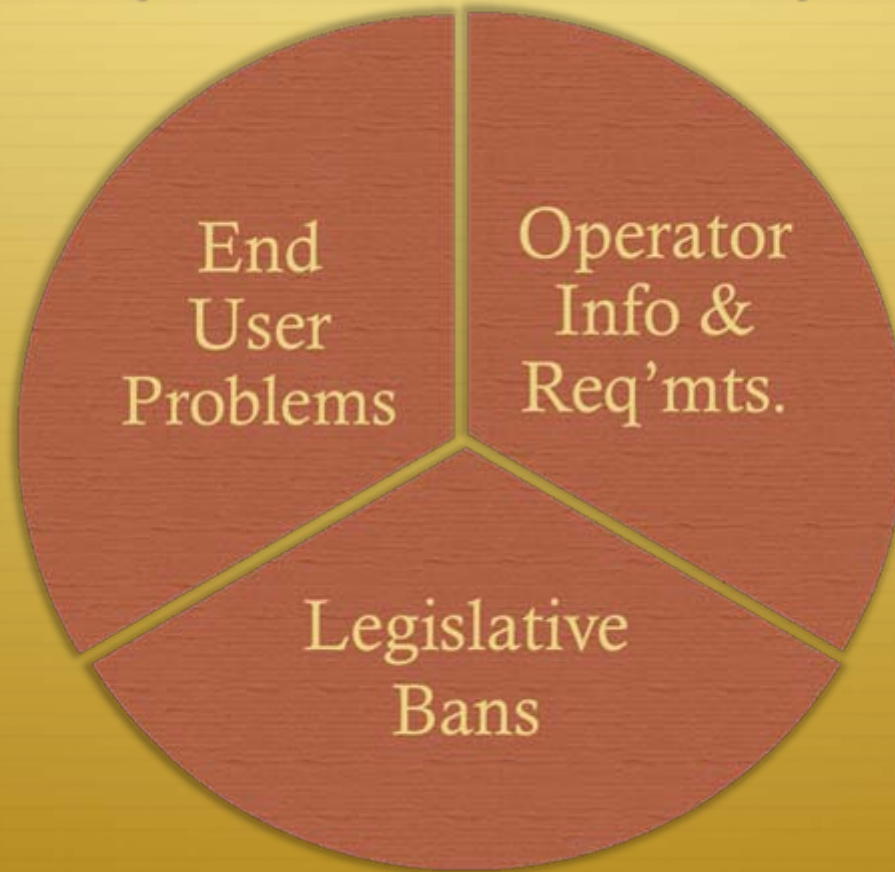 End
User
Problems
Operator
Info &
Req’mts.
Legislative
Bans